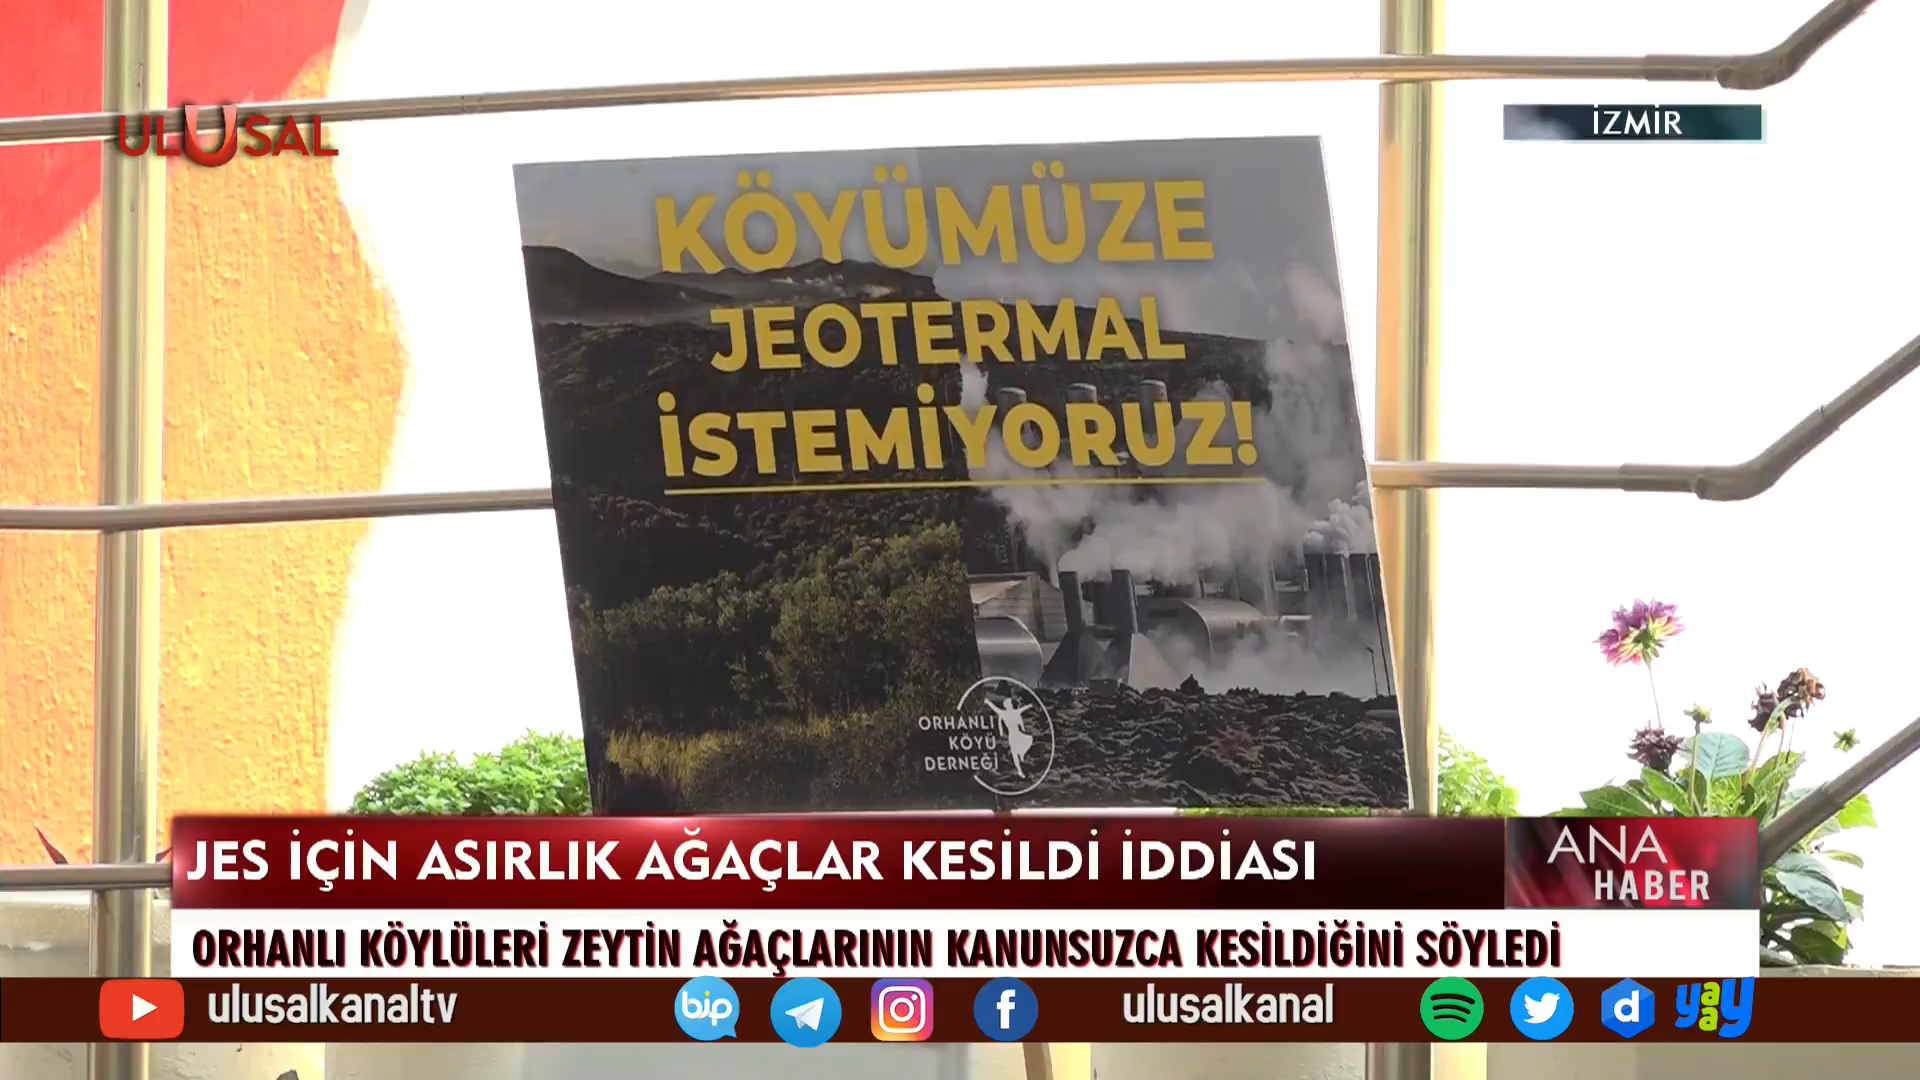 ULUSAL
İZMİR
KÖYÜMÜZE
JEOTERMAL
İSTEMİYORUZ!
ORHANLI
KÖYÜ
DERNEĞİ
JES İÇİN ASIRLIK AĞAÇLAR KESİLDİ İDDİASI
ANA
HABER
ORHANLI KÖYLÜLERİ ZEYTİN AĞAÇLARININ KANUNSUZCA KESİLDİĞİNİ SÖYLEDİ
ulusalkanaltv
bip
ulusalkanal
d
yaay